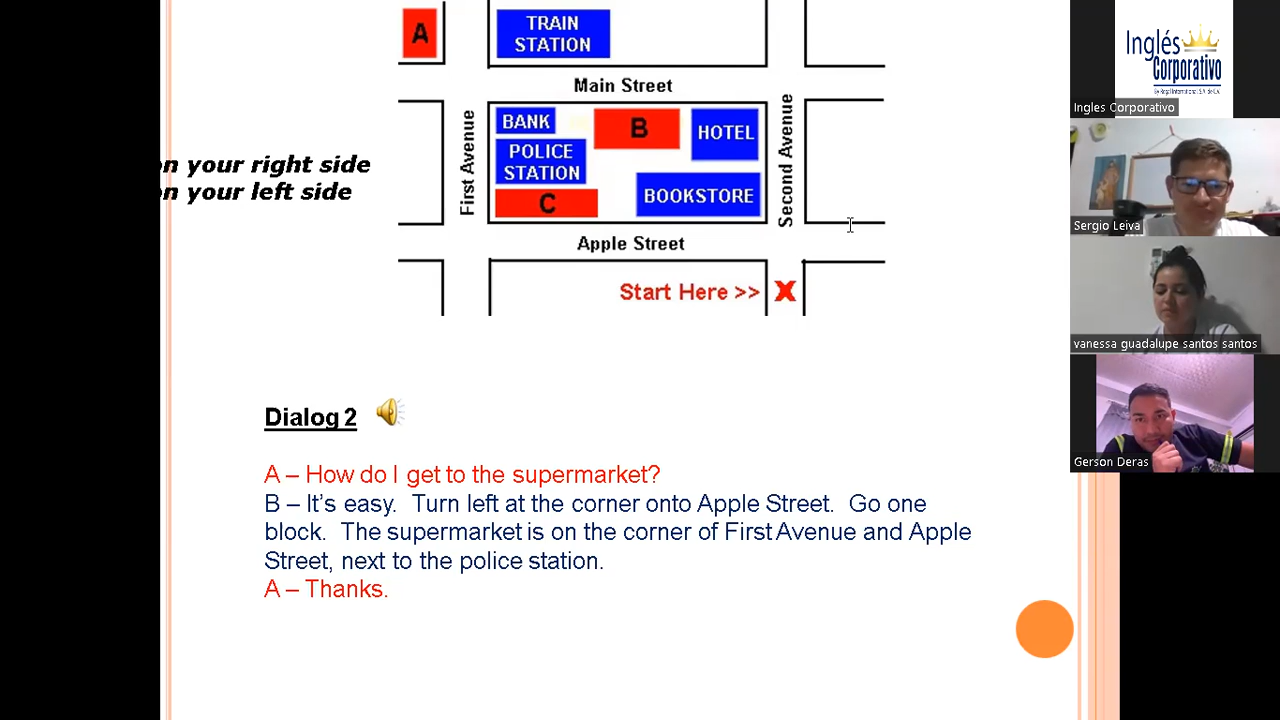 A
TRAIN
STATION
Main Street
BANK
B
HOTEL
POLICE
STATION
C
BOOKSTORE
First Avenue
Second Avenue
Apple Street
Start Here >> X
on your right side
on your left side
Dialog 2
A – How do I get to the supermarket?
B – It's easy. Turn left at the corner onto Apple Street. Go one
block. The supermarket is on the corner of First Avenue and Apple
Street, next to the police station.
A – Thanks.
Inglés
Corporativo
Ingles Corporativo
Sergio Leiva
vanessa guadalupe santos santos
Gerson Deras